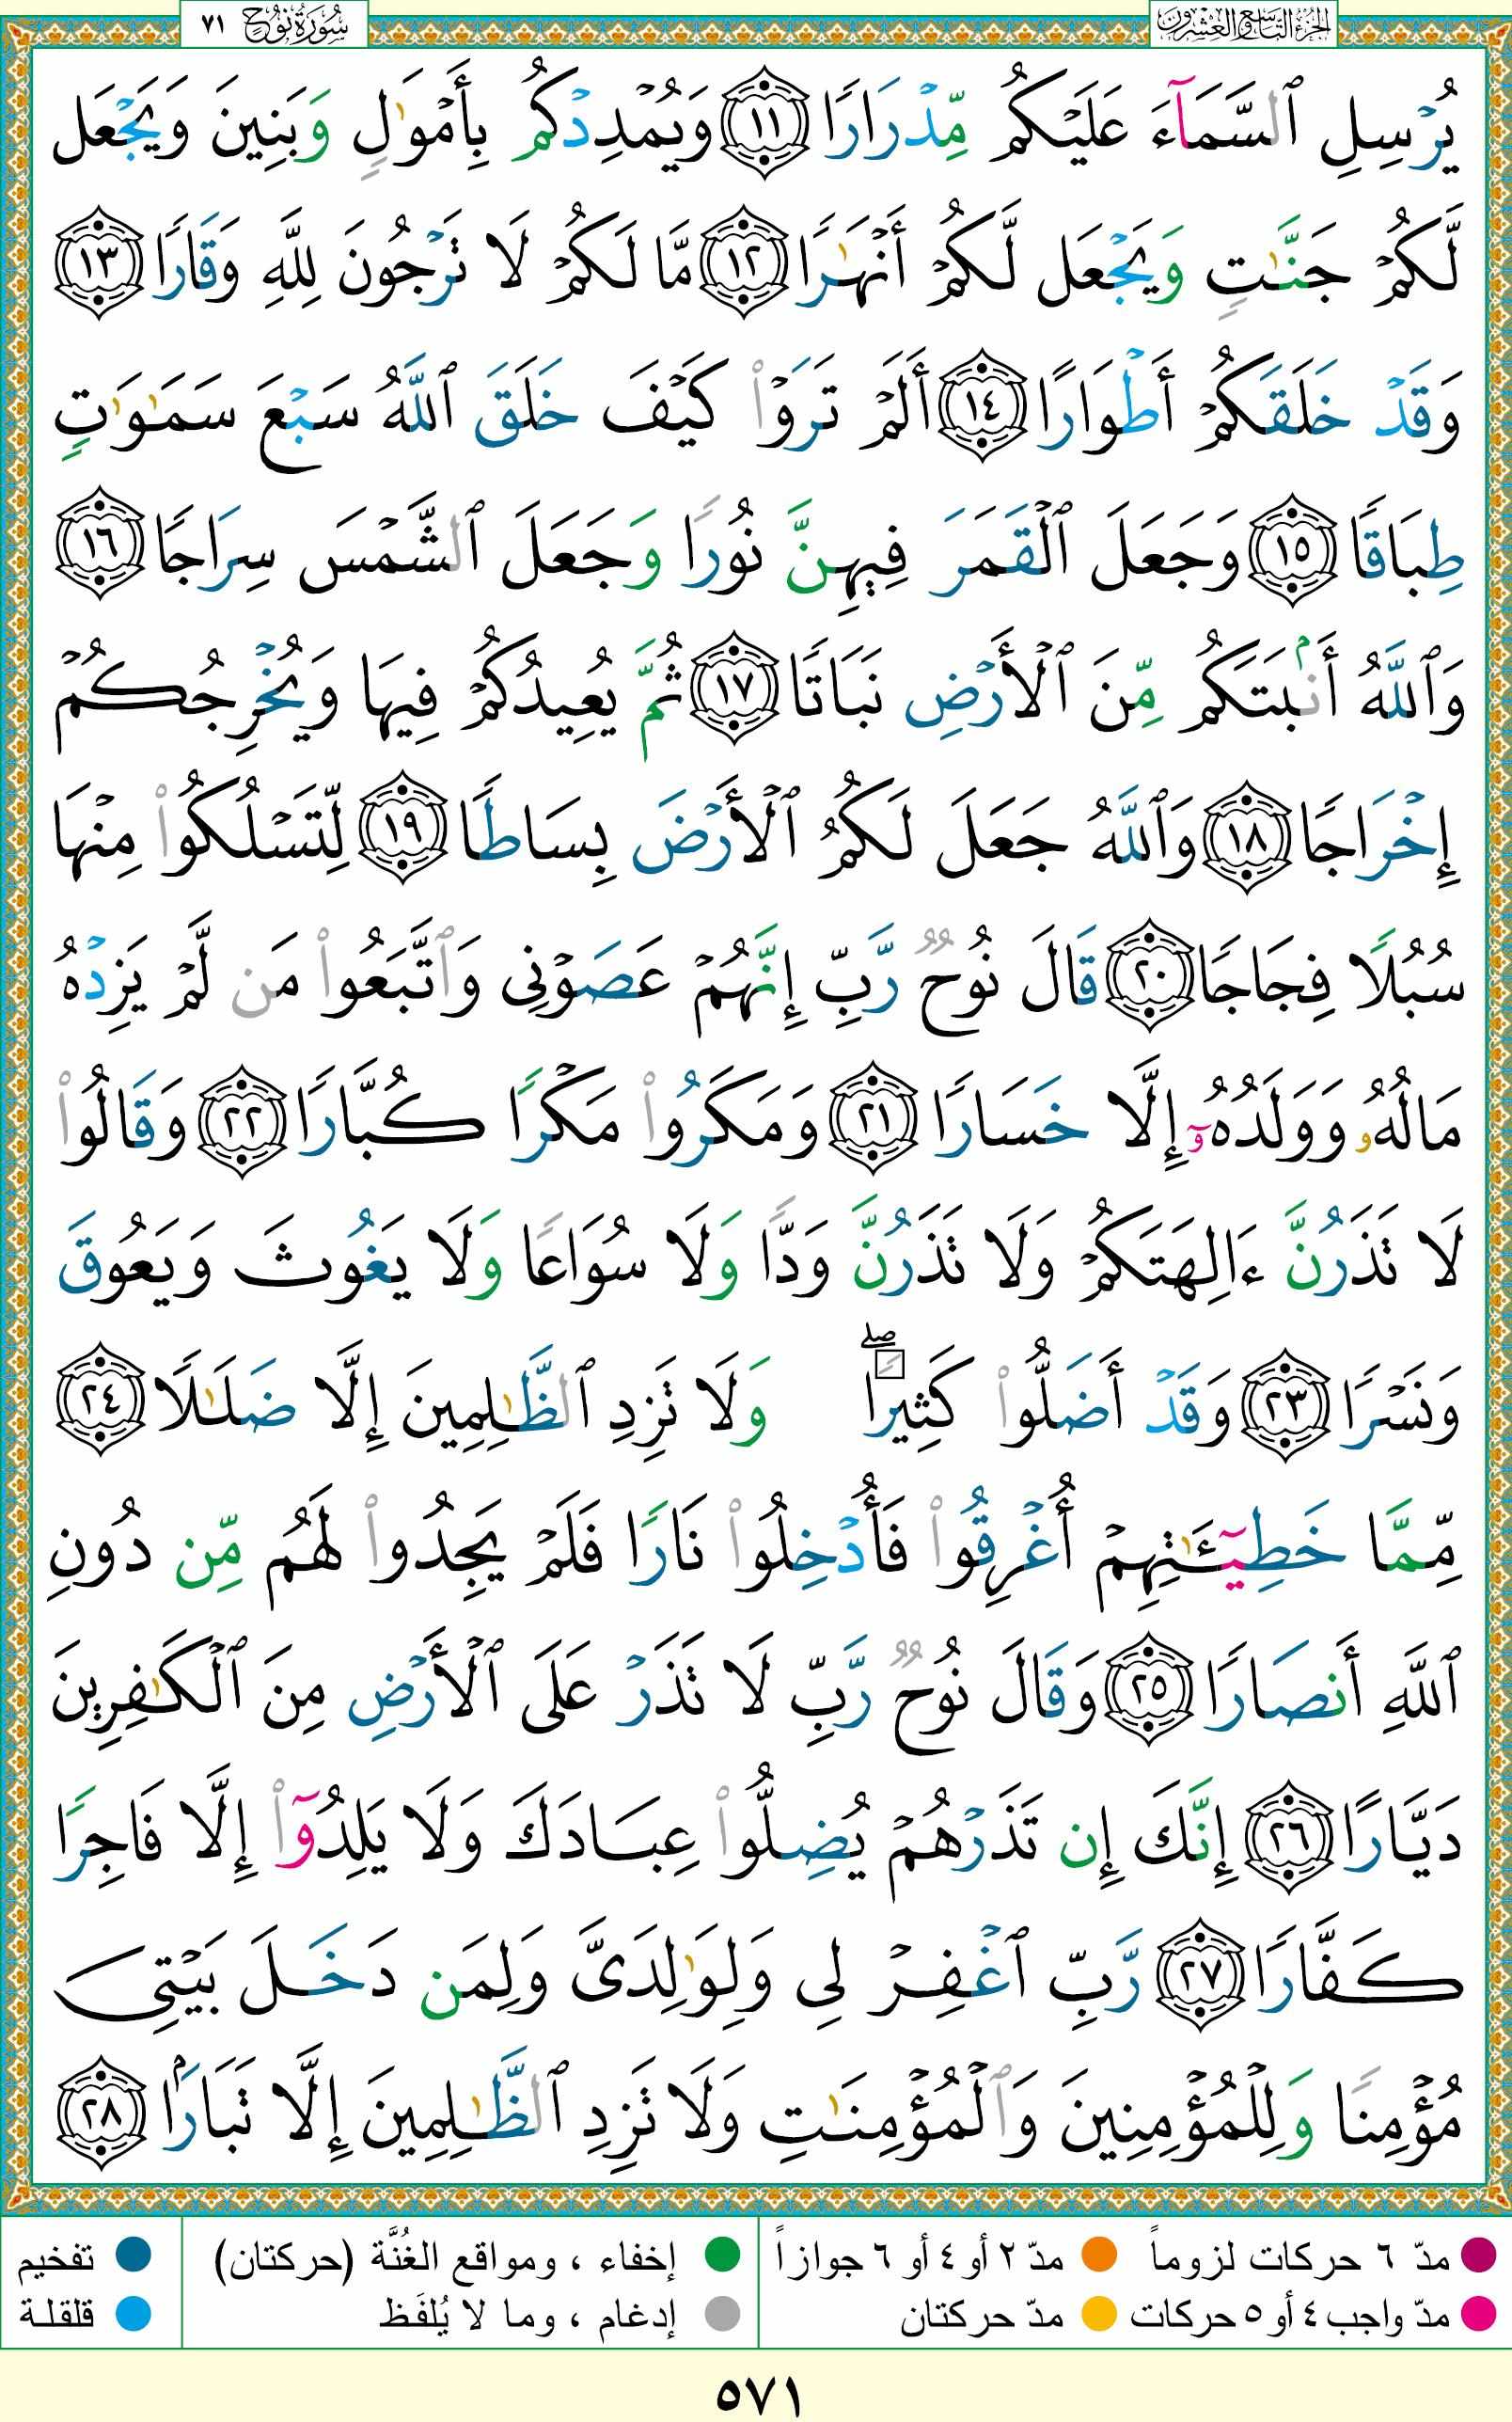 الجزء التاسع والعشرون
سُورَةُ نُوحٍ ٧١
يُرْسِلِ ٱلسَّمَآءَ عَلَيْكُم مِّدْرَارًا ١١ وَيُمْدِدْكُم بِأَمْوَٰلٍ وَبَنِينَ وَيَجْعَل
لَّكُمْ جَنَّٰتٍ وَيَجْعَل لَّكُمْ أَنْهَٰرًا ١٢ مَّا لَكُمْ لَا تَرْجُونَ لِلَّهِ وَقَارًا ١٣
وَقَدْ خَلَقَكُمْ أَطْوَارًا ١٤ أَلَمْ تَرَوْا۟ كَيْفَ خَلَقَ ٱللَّهُ سَبْعَ سَمَٰوَٰتٍ
طِبَاقًا ١٥ وَجَعَلَ ٱلْقَمَرَ فِيهِنَّ نُورًا وَجَعَلَ ٱلشَّمْسَ سِرَاجًا ١٦
وَٱللَّهُ أَنۢبَتَكُم مِّنَ ٱلْأَرْضِ نَبَاتًا ١٧ ثُمَّ يُعِيدُكُمْ فِيهَا وَيُخْرِجُكُمْ
إِخْرَاجًا ١٨ وَٱللَّهُ جَعَلَ لَكُمُ ٱلْأَرْضَ بِسَاطًا ١٩ لِّتَسْلُكُوا۟ مِنْهَا
سُبُلًا فِجَاجًا ٢٠ قَالَ نُوحٌ رَّبِّ إِنَّهُمْ عَصَوْنِى وَٱتَّبَعُوا۟ مَن لَّمْ يَزِدْهُ
مَالُهُۥ وَوَلَدُهُۥٓ إِلَّا خَسَارًا ٢١ وَمَكَرُوا۟ مَكْرًا كُبَّارًا ٢٢ وَقَالُوا۟
لَا تَذَرُنَّ ءَالِهَتَكُمْ وَلَا تَذَرُنَّ وَدًّا وَلَا سُوَاعًا وَلَا يَغُوثَ وَيَعُوقَ
وَنَسْرًا ٢٣ وَقَدْ أَضَلُّوا۟ كَثِيرًا ۖ وَلَا تَزِدِ ٱلظَّٰلِمِينَ إِلَّا ضَلَٰلًا ٢٤
مِّمَّا خَطِيٓـَٰٔتِهِمْ أُغْرِقُوا۟ فَأُدْخِلُوا۟ نَارًا فَلَمْ يَجِدُوا۟ لَهُم مِّن دُونِ
ٱللَّهِ أَنصَارًا ٢٥ وَقَالَ نُوحٌ رَّبِّ لَا تَذَرْ عَلَى ٱلْأَرْضِ مِنَ ٱلْكَٰفِرِينَ
دَيَّارًا ٢٦ إِنَّكَ إِن تَذَرْهُمْ يُضِلُّوا۟ عِبَادَكَ وَلَا يَلِدُوٓا۟ إِلَّا فَاجِرًا
كَفَّارًا ٢٧ رَّبِّ ٱغْفِرْ لِى وَلِوَٰلِدَىَّ وَلِمَن دَخَلَ بَيْتِىَ
مُؤْمِنًا وَلِلْمُؤْمِنِينَ وَٱلْمُؤْمِنَٰتِ وَلَا تَزِدِ ٱلظَّٰلِمِينَ إِلَّا تَبَارًۢا ٢٨
مدّ ٦ حركات لزوماً مدّ ٢ أو ٤ أو ٦ جوازاً إخفاء ، ومواقع الغُنَّة (حركتان) تفخيم
مدّ واجب ٤ أو ٥ حركات مدّ حركتان إدغام ، وما لا يُلفَظ قلقلة
٥٧١